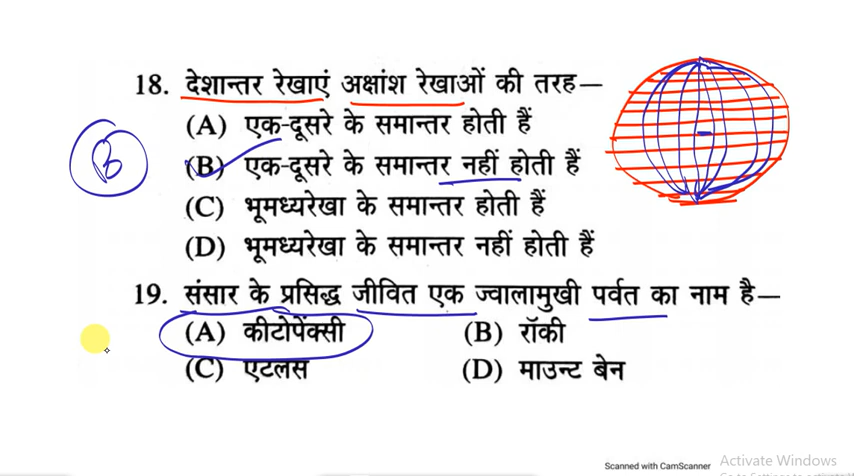 18. देशान्तर रेखाएं अक्षांश रेखाओं की तरह—
(A) एक-दूसरे के समान्तर होती हैं
B (B) एक-दूसरे के समान्तर नहीं होती हैं
(C) भूमध्यरेखा के समान्तर होती हैं
(D) भूमध्यरेखा के समान्तर नहीं होती हैं
19. संसार के प्रसिद्ध जीवित एक ज्वालामुखी पर्वत का नाम है—
(A) कीटोपेंक्सी (B) रॉकी
(C) एटलस (D) माउन्ट बेन
Scanned with CamScanner
Activate Windows